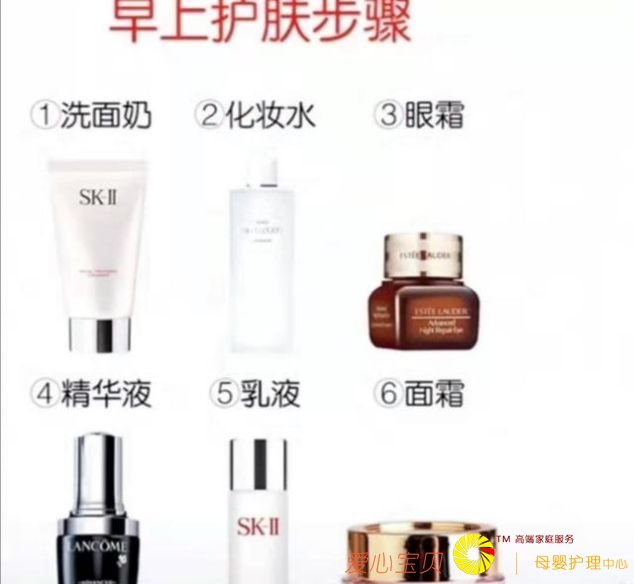 早上护肤步骤
①洗面奶 ②化妆水 ③眼霜
SK-II
ESTĒE LAUDER
ESTĒE LAUDER
Advanced
Night Repair Eye
④精华液 ⑤乳液 ⑥面霜
LANCÔME
SK-II
爱心宝贝 TM 高端家庭服务
母婴护理中心